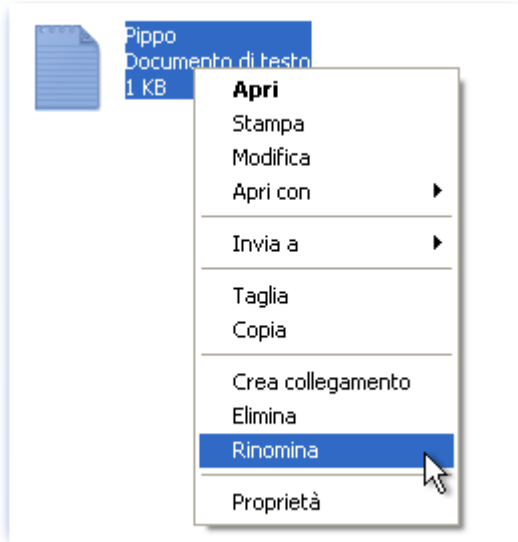 Pippo
Documento di testo
1 KB
Apri
Stampa
Modifica
Apri con
Invia a
Taglia
Copia
Crea collegamento
Elimina
Rinomina
Proprietà